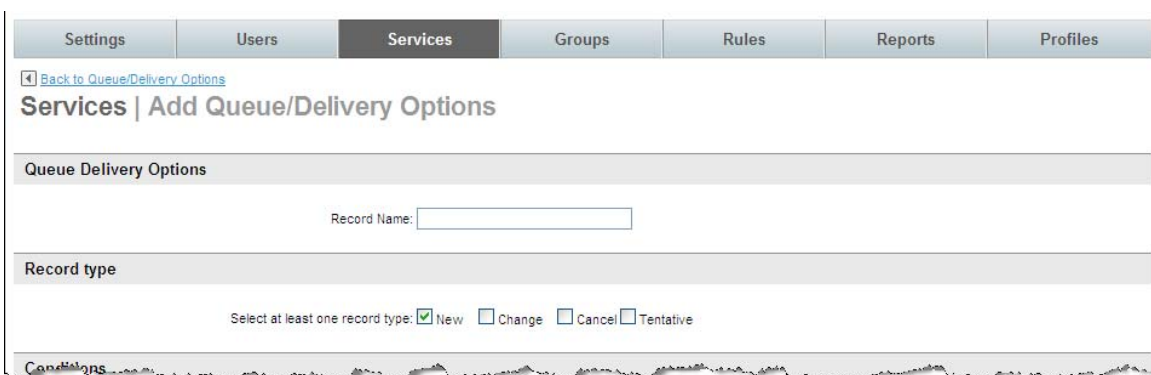 Settings Users Services Groups Rules Reports Profiles
Back to Queue/Delivery Options
Services | Add Queue/Delivery Options
Queue Delivery Options
Record Name:
Record type
Select at least one record type: New Change Cancel Tentative
Conditions